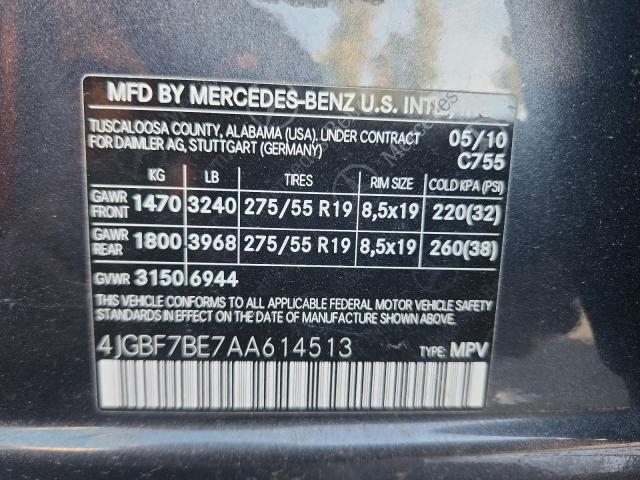 MFD BY MERCEDES-BENZ U.S. INTL,
TUSCALOOSA COUNTY, ALABAMA (USA), UNDER CONTRACT 05/10
FOR DAIMLER AG, STUTTGART (GERMANY) C755
KG LB TIRES RIM SIZE COLD KPA (PSI)
GAWR FRONT 1470 3240 275/55 R19 8,5x19 220(32)
GAWR REAR 1800 3968 275/55 R19 8,5x19 260(38)
GVWR 3150 6944
THIS VEHICLE CONFORMS TO ALL APPLICABLE FEDERAL MOTOR VEHICLE SAFETY
STANDARDS IN EFFECT ON THE DATE OF MANUFACTURE SHOWN ABOVE.
4JGBF7BE7AA614513 TYPE: MPV